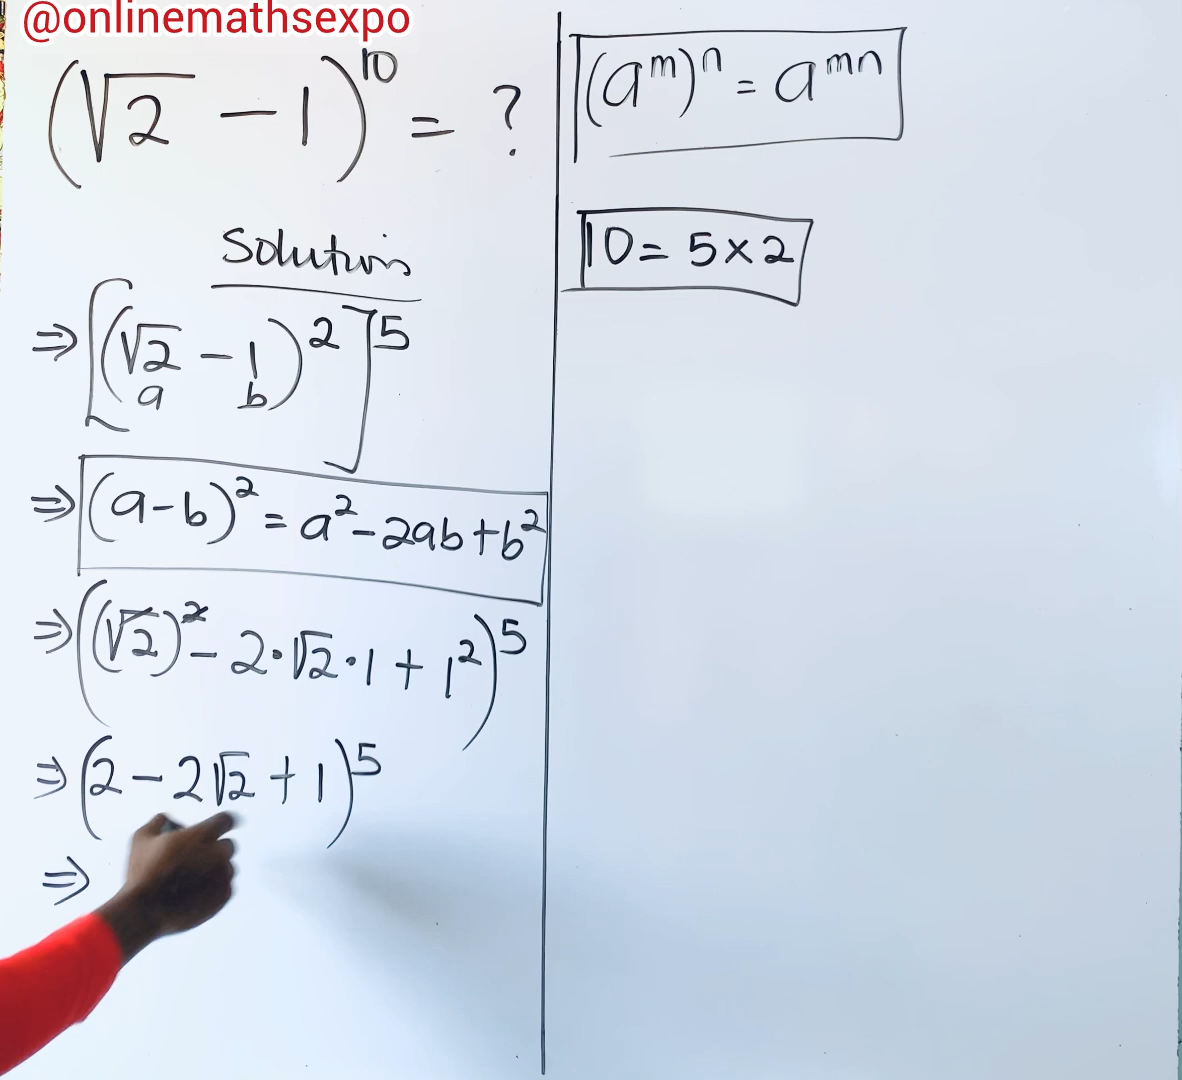 @onlinemathsexpo
(√2 - 1)^10 = ?
Solution
⇒ [(√2 - 1)^2]^5
a b
⇒ (a-b)^2 = a^2 - 2ab + b^2
⇒ ((√2)^2 - 2·√2·1 + 1^2)^5
⇒ (2 - 2√2 + 1)^5
⇒
(a^m)^n = a^mn
10 = 5 × 2